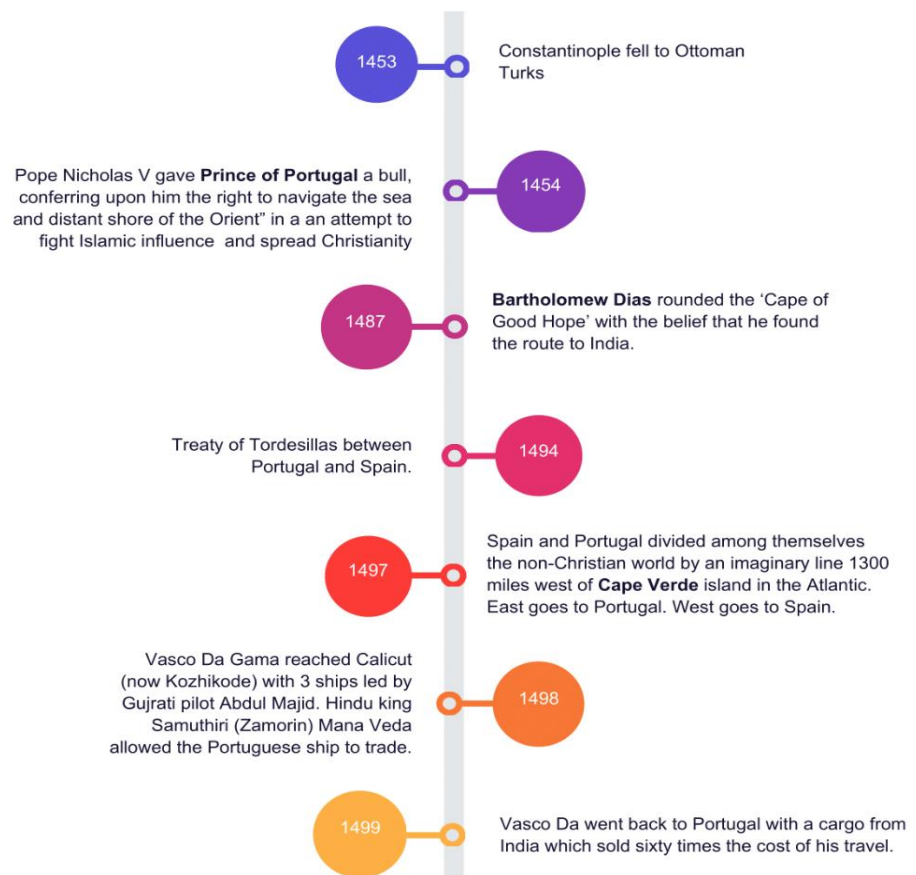 1453
Constantinople fell to Ottoman
Turks
Pope Nicholas V gave Prince of Portugal a bull,
conferring upon him the right to navigate the sea
and distant shore of the Orient” in a an attempt to
fight Islamic influence and spread Christianity
1454
1487
Bartholomew Dias rounded the ‘Cape of
Good Hope’ with the belief that he found
the route to India.
Treaty of Tordesillas between
Portugal and Spain.
1494
1497
Spain and Portugal divided among themselves
the non-Christian world by an imaginary line 1300
miles west of Cape Verde island in the Atlantic.
East goes to Portugal. West goes to Spain.
Vasco Da Gama reached Calicut
(now Kozhikode) with 3 ships led by
Gujrati pilot Abdul Majid. Hindu king
Samuthiri (Zamorin) Mana Veda
allowed the Portuguese ship to trade.
1498
1499
Vasco Da went back to Portugal with a cargo from
India which sold sixty times the cost of his travel.